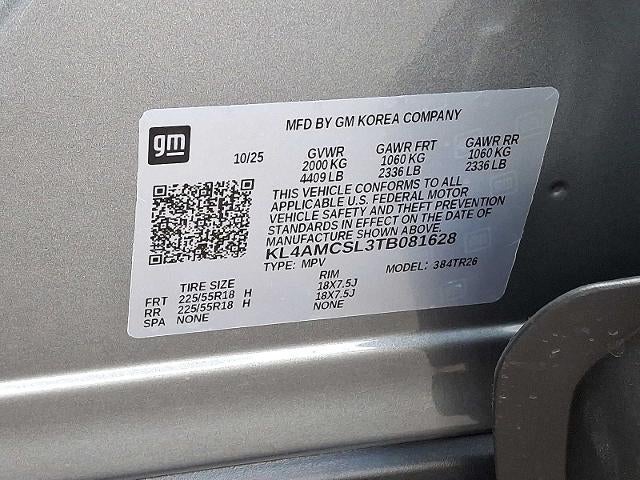 MFD BY GM KOREA COMPANY
gm
10/25 GVWR GAWR FRT GAWR RR
2000 KG 1060 KG 1060 KG
4409 LB 2336 LB 2336 LB
THIS VEHICLE CONFORMS TO ALL
APPLICABLE U.S. FEDERAL MOTOR
VEHICLE SAFETY AND THEFT PREVENTION
STANDARDS IN EFFECT ON THE DATE OF
MANUFACTURE SHOWN ABOVE.
KL4AMCSL3TB081628
TYPE: MPV MODEL: 384TR26
TIRE SIZE RIM
FRT 225/55R18 H 18X7.5J
RR 225/55R18 H 18X7.5J
SPA NONE NONE